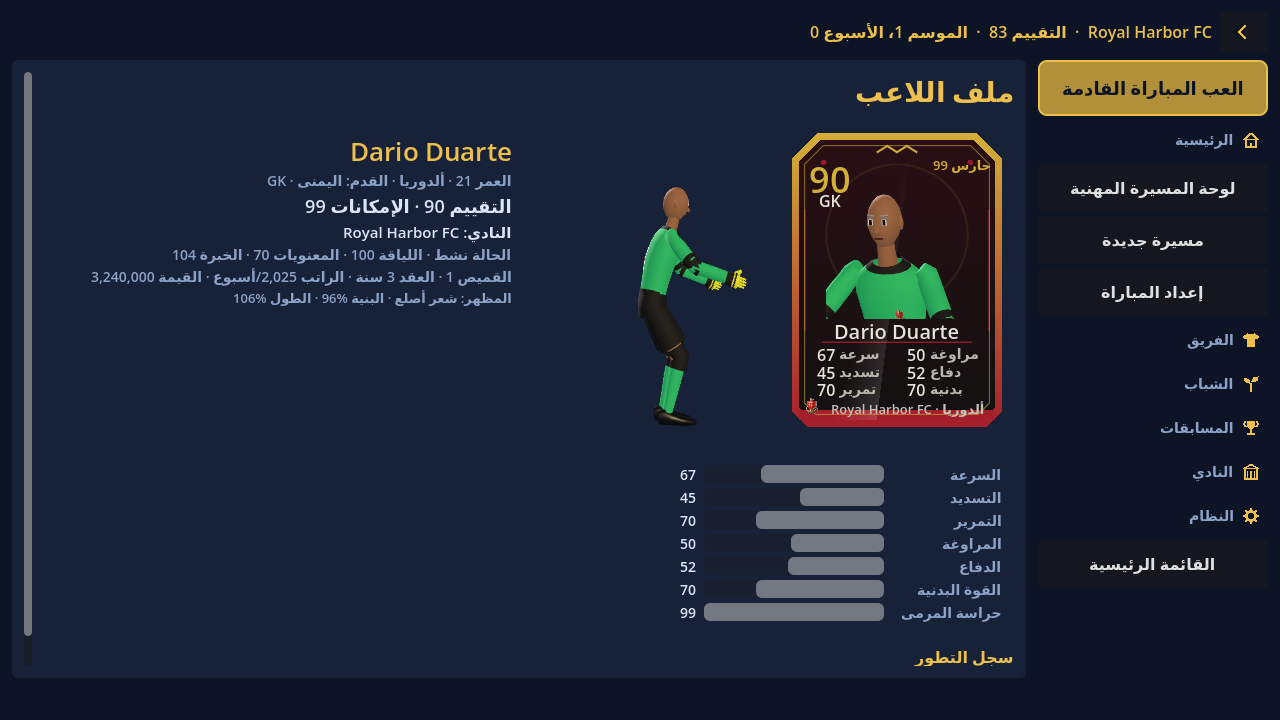 Royal Harbor FC · التقييم 83 · الموسم 1، الأسبوع 0
العب المباراة القادمة
الرئيسية
لوحة المسيرة المهنية
مسيرة جديدة
إعداد المباراة
الفريق
الشباب
المسابقات
النادي
النظام
القائمة الرئيسية
ملف اللاعب
90
GK
حارس 99
Dario Duarte
67 سرعة
50 مراوغة
45 تسديد
52 دفاع
70 تمرير
70 بدنية
ألدوريا · Royal Harbor FC
Dario Duarte
العمر 21 · ألدوريا · القدم: اليمنى · GK
التقييم 90 · الإمكانات 99
النادي: Royal Harbor FC
الحالة نشط · اللياقة 100 · المعنويات 70 · الخبرة 104
القميص 1 · العقد 3 سنة · الراتب 2,025/أسبوع · القيمة 3,240,000
المظهر: شعر أصلع · البنية 96% · الطول 106%
السرعة 67
التسديد 45
التمرير 70
المراوغة 50
الدفاع 52
القوة البدنية 70
حراسة المرمى 99
سجل التطور